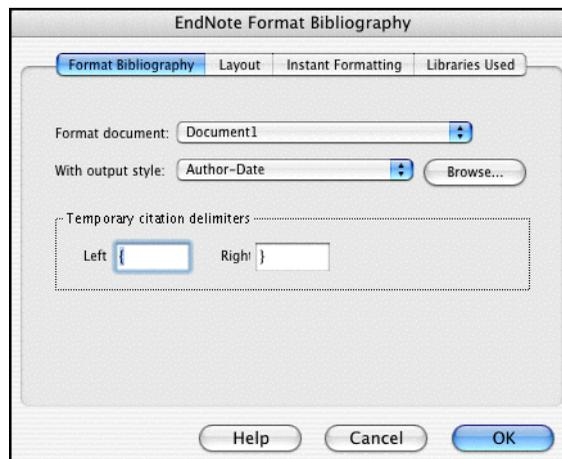 EndNote Format Bibliography
Format Bibliography Layout Instant Formatting Libraries Used
Format document: Document1
With output style: Author-Date Browse...
Temporary citation delimiters
Left { Right }
Help Cancel OK